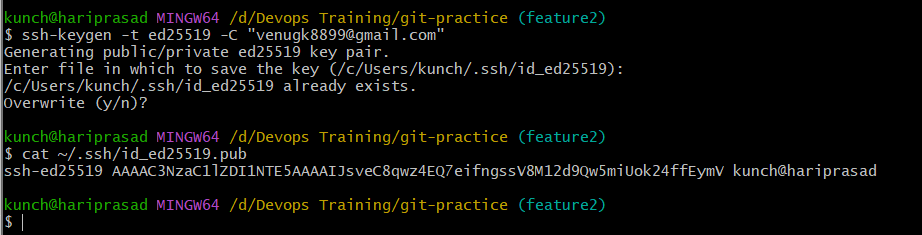 kunch@hariprasad MINGW64 /d/Devops Training/git-practice (feature2)
$ ssh-keygen -t ed25519 -C "venugk8899@gmail.com"
Generating public/private ed25519 key pair.
Enter file in which to save the key (/c/Users/kunch/.ssh/id_ed25519):
/c/Users/kunch/.ssh/id_ed25519 already exists.
Overwrite (y/n)?
kunch@hariprasad MINGW64 /d/Devops Training/git-practice (feature2)
$ cat ~/.ssh/id_ed25519.pub
ssh-ed25519 AAAAC3NzaC1lZDI1NTE5AAAAIJsveC8qwz4EQ7eifngssV8M12d9Qw5miUok24ffEymV kunch@hariprasad
kunch@hariprasad MINGW64 /d/Devops Training/git-practice (feature2)
$